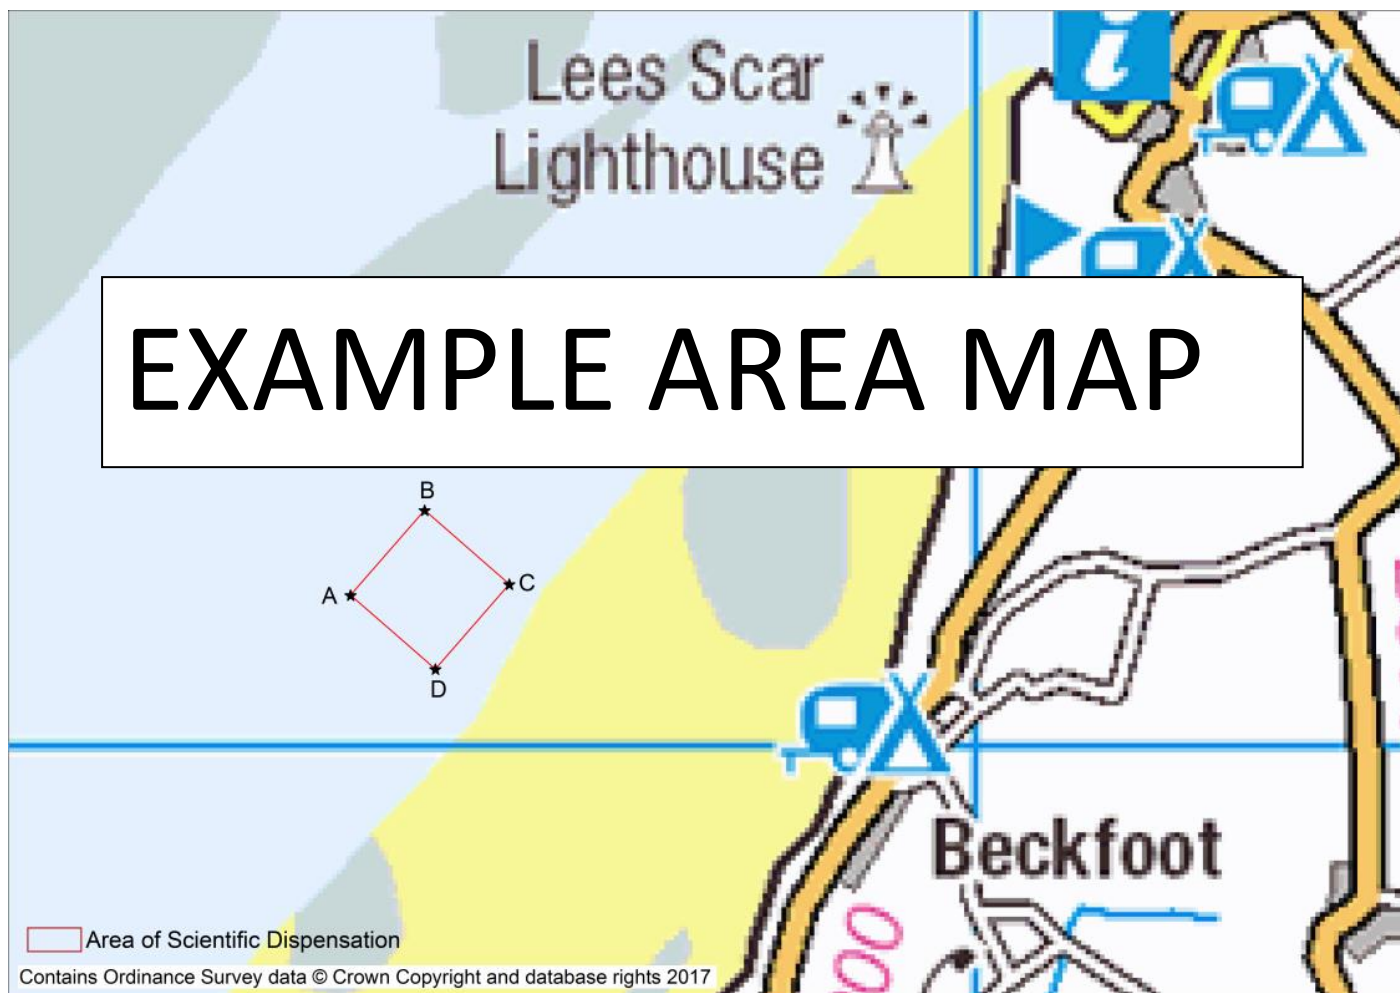 Lees Scar
Lighthouse
i
EXAMPLE AREA MAP
B
A
C
D
Beckfoot
Area of Scientific Dispensation
Contains Ordinance Survey data © Crown Copyright and database rights 2017